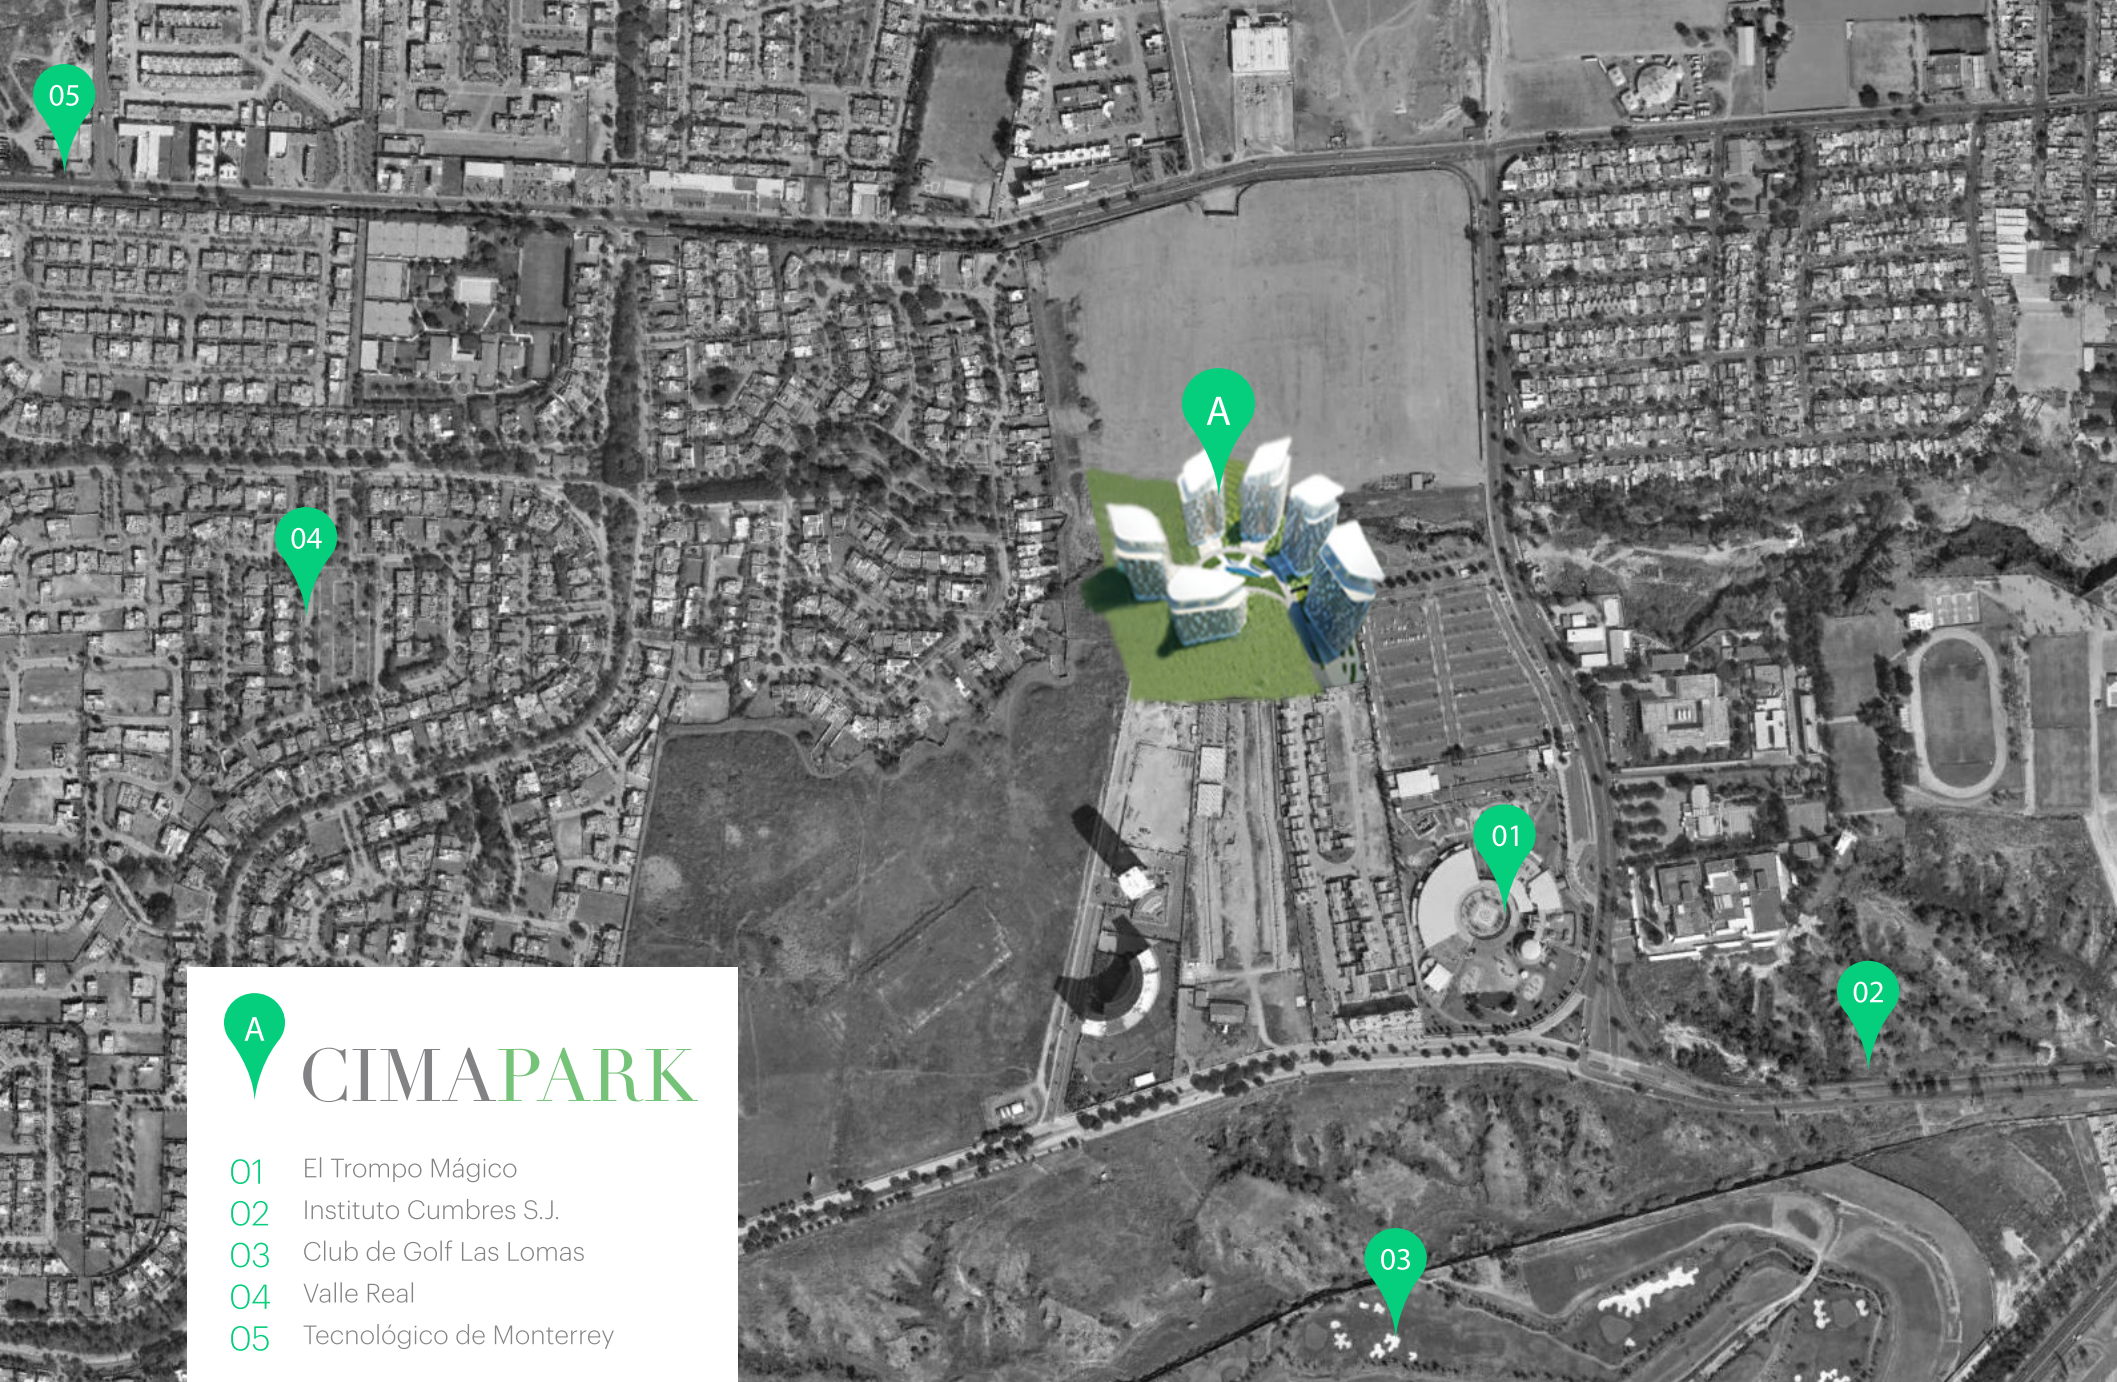 05
A
04
01
02
03
A
CIMAPARK
01 El Trompo Mágico
02 Instituto Cumbres S.J.
03 Club de Golf Las Lomas
04 Valle Real
05 Tecnológico de Monterrey